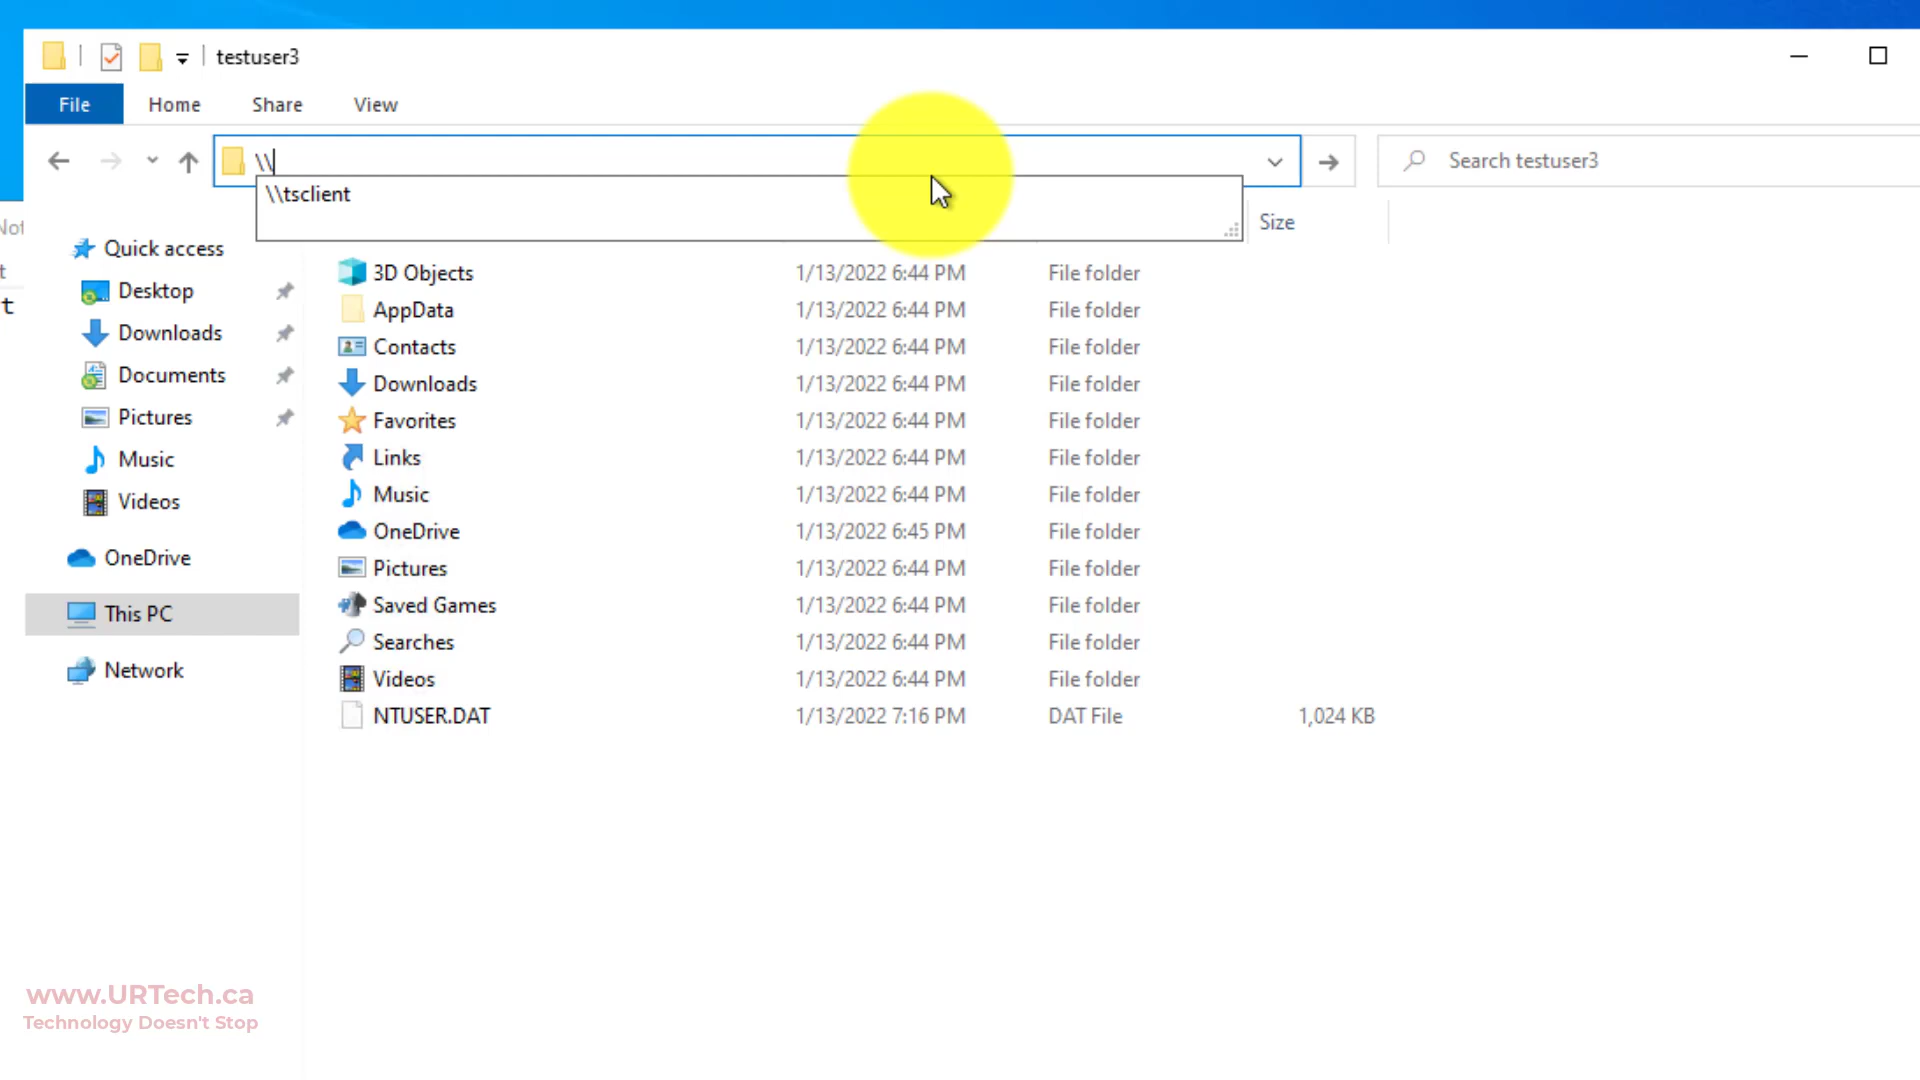 testuser3
File Home Share View
\\
Search testuser3
\\tsclient
Size
Not
t
t
Quick access
Desktop
Downloads
Documents
Pictures
Music
Videos
OneDrive
This PC
Network
3D Objects 1/13/2022 6:44 PM File folder
AppData 1/13/2022 6:44 PM File folder
Contacts 1/13/2022 6:44 PM File folder
Downloads 1/13/2022 6:44 PM File folder
Favorites 1/13/2022 6:44 PM File folder
Links 1/13/2022 6:44 PM File folder
Music 1/13/2022 6:44 PM File folder
OneDrive 1/13/2022 6:45 PM File folder
Pictures 1/13/2022 6:44 PM File folder
Saved Games 1/13/2022 6:44 PM File folder
Searches 1/13/2022 6:44 PM File folder
Videos 1/13/2022 6:44 PM File folder
NTUSER.DAT 1/13/2022 7:16 PM DAT File 1,024 KB
www.URTech.ca
Technology Doesn't Stop